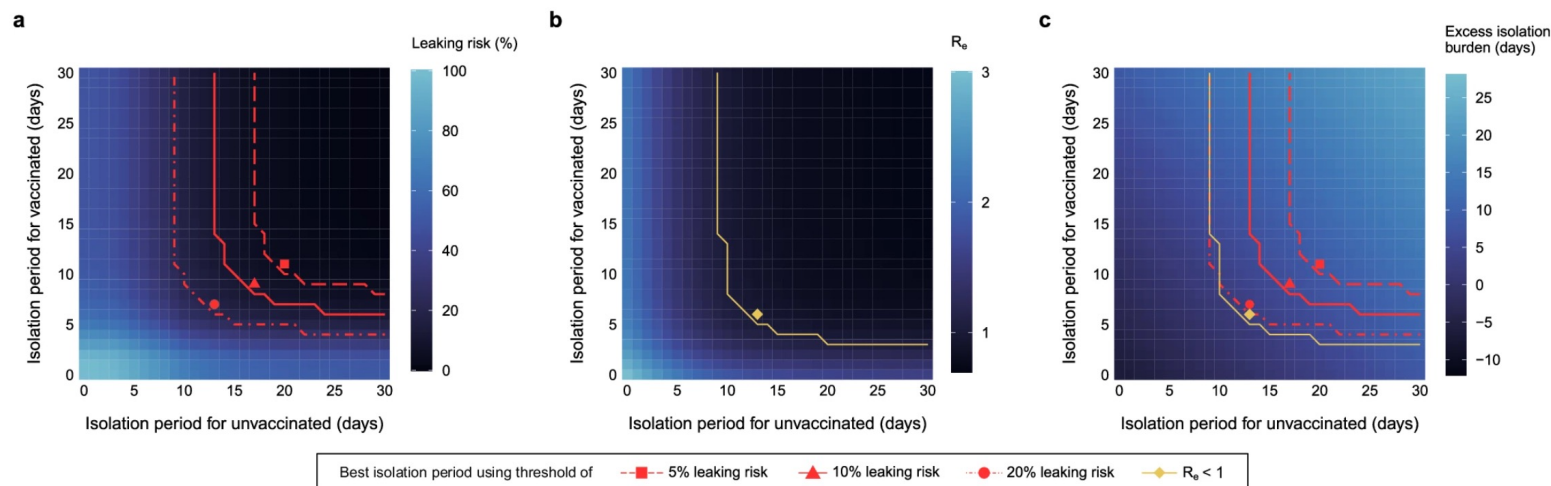 a
Leaking risk (%)
100
80
60
40
20
0
Isolation period for vaccinated (days)
30
25
20
15
10
5
0
0 5 10 15 20 25 30
Isolation period for unvaccinated (days)
b
Rₑ
3
2
1
Isolation period for vaccinated (days)
30
25
20
15
10
5
0
0 5 10 15 20 25 30
Isolation period for unvaccinated (days)
c
Excess isolation
burden (days)
25
20
15
10
5
0
−5
−10
Isolation period for vaccinated (days)
30
25
20
15
10
5
0
0 5 10 15 20 25 30
Isolation period for unvaccinated (days)
Best isolation period using threshold of 5% leaking risk 10% leaking risk 20% leaking risk Rₑ < 1